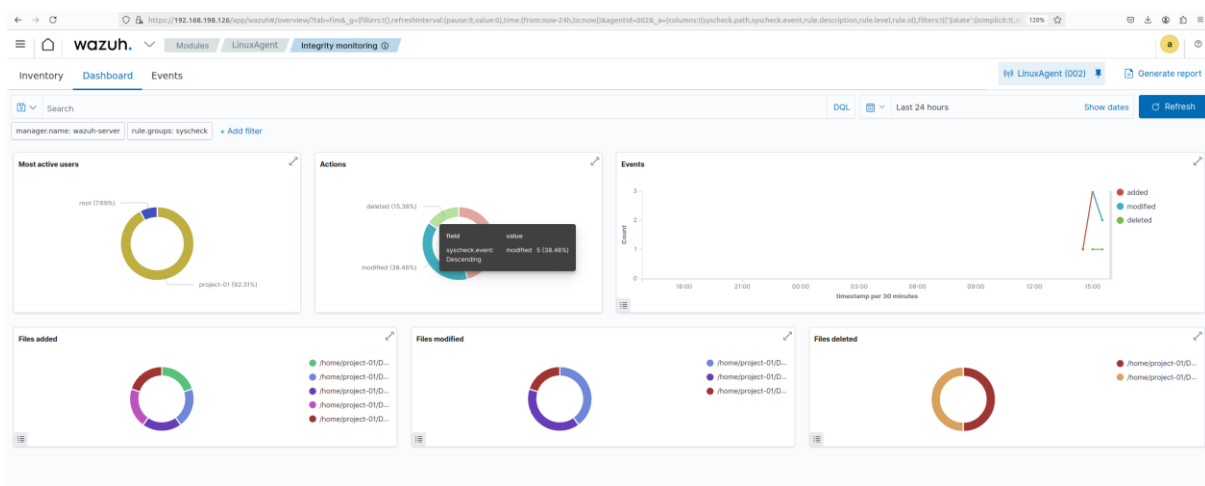 https://192.168.198.126/app/wazuh#/overview/?tab=fim&_g=(filters:!(),refreshInterval:(pause:!t,value:0),time:(from:now-24h,to:now))&agentId=002&_a=(columns:!(syscheck.path,syscheck.event,rule.description,rule.level,rule.id),filters:!(('$state':(isImplicit:!t, 120%
wazuh. Modules LinuxAgent Integrity monitoring a
Inventory Dashboard Events LinuxAgent (002) Generate report
Search DQL Last 24 hours Show dates Refresh
manager.name: wazuh-server rule.groups: syscheck + Add filter
Most active users
root (7.69%)
project-01 (92.31%)
Actions
deleted (15.38%)
modified (38.46%)
field value
syscheck.event: modified 5 (38.46%)
Descending
Events
Count
3
2
1
0
18:00 21:00 00:00 03:00 06:00 09:00 12:00 15:00
timestamp per 30 minutes
added
modified
deleted
Files added
/home/project-01/D...
/home/project-01/D...
/home/project-01/D...
/home/project-01/D...
/home/project-01/D...
Files modified
/home/project-01/D...
/home/project-01/D...
/home/project-01/D...
Files deleted
/home/project-01/D...
/home/project-01/D...